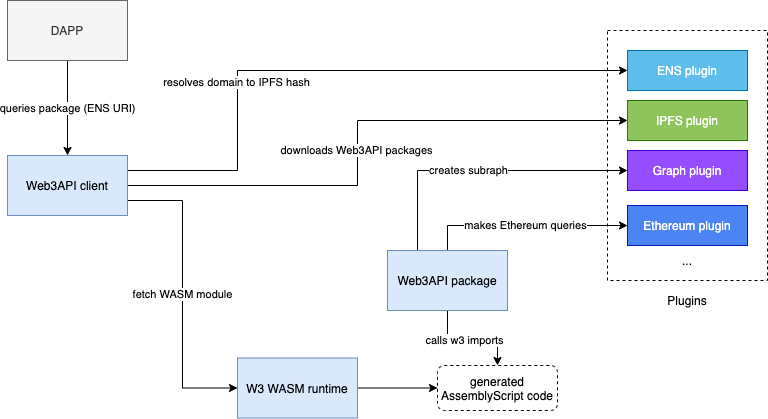 DAPP
queries package (ENS URI)
Web3API client
resolves domain to IPFS hash
downloads Web3API packages
fetch WASM module
W3 WASM runtime
creates subraph
makes Ethereum queries
Web3API package
calls w3 imports
generated
AssemblyScript code
ENS plugin
IPFS plugin
Graph plugin
Ethereum plugin
...
Plugins